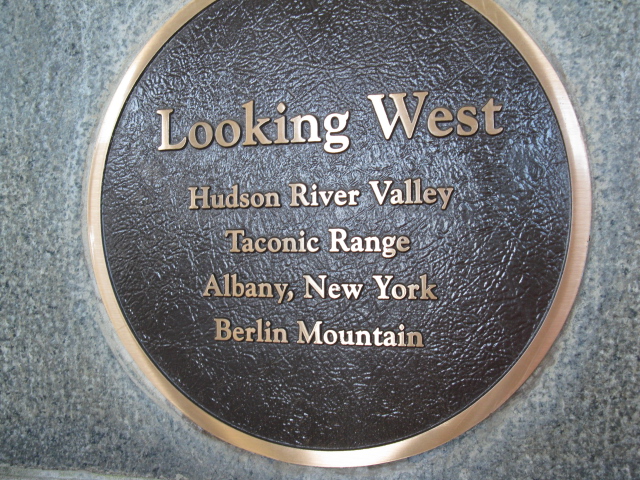 Looking West
Hudson River Valley
Taconic Range
Albany, New York
Berlin Mountain